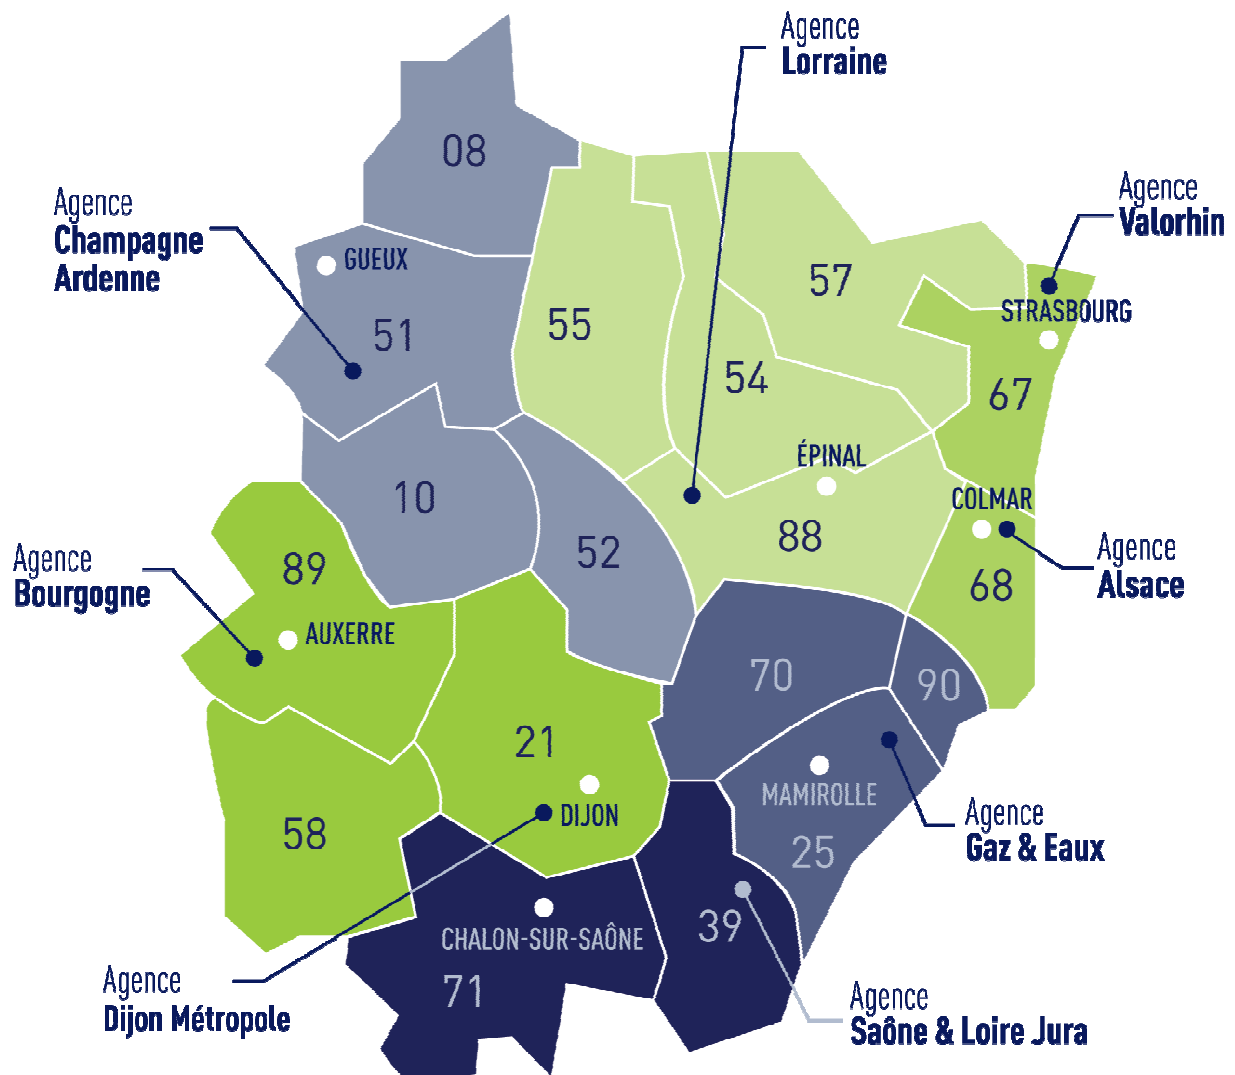 Agence
Lorraine
08
Agence
Valorhin
Agence
Champagne
Ardenne
GUEUX
57
STRASBOURG
51
55
54
67
ÉPINAL
COLMAR
10
88
52
Agence
Alsace
Agence
Bourgogne
89
68
AUXERRE
70
90
21
MAMIROLLE
DIJON
Agence
Gaz & Eaux
58
25
39
CHALON-SUR-SAÔNE
71
Agence
Dijon Métropole
Agence
Saône & Loire Jura